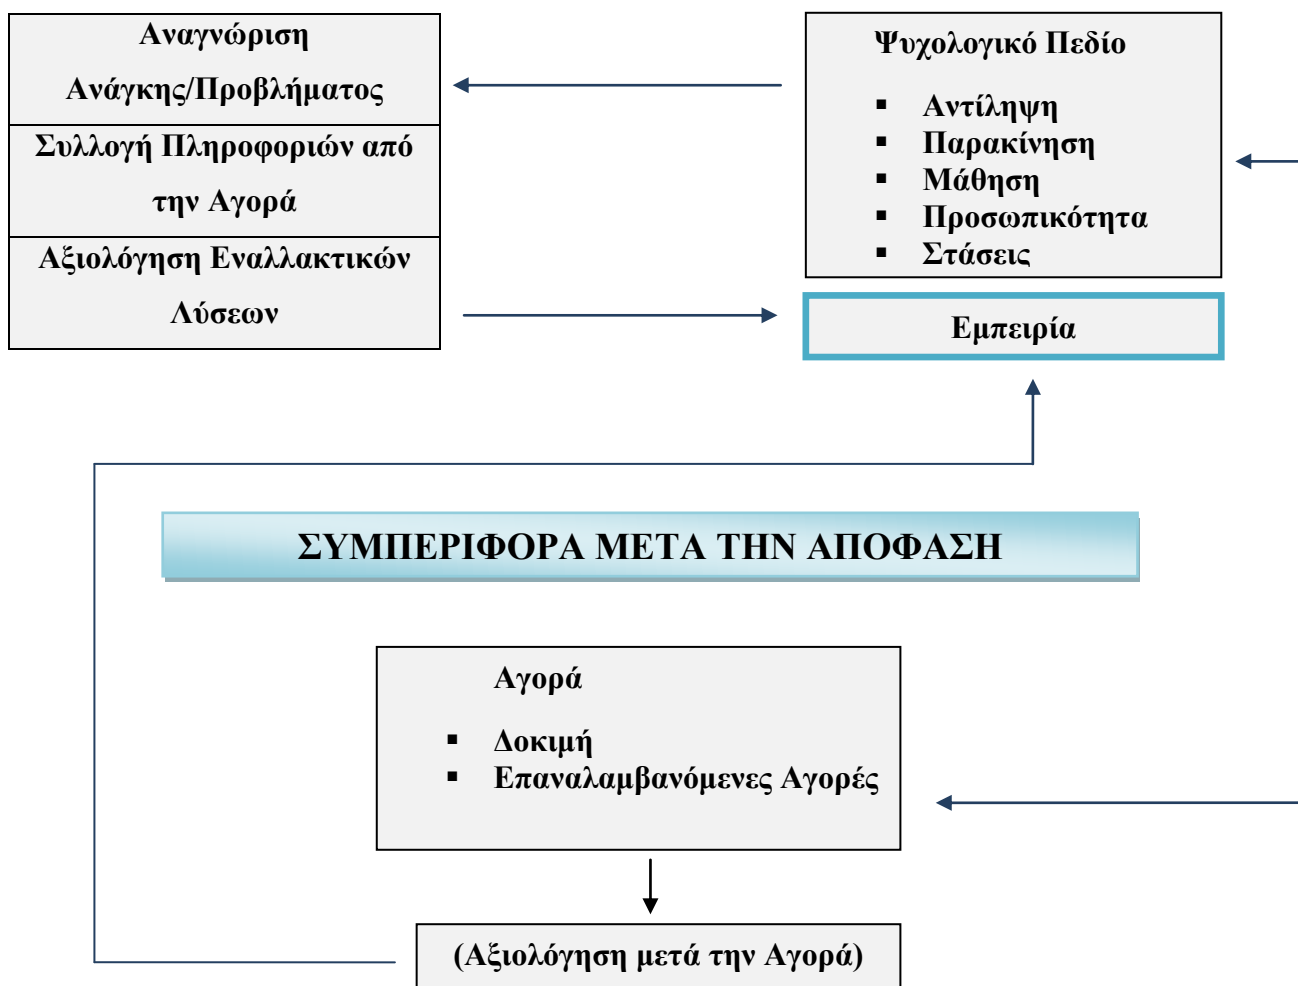 Αναγνώριση
Ανάγκης/Προβλήματος
Συλλογή Πληροφοριών από
την Αγορά
Αξιολόγηση Εναλλακτικών
Λύσεων
Ψυχολογικό Πεδίο
▪ Αντίληψη
▪ Παρακίνηση
▪ Μάθηση
▪ Προσωπικότητα
▪ Στάσεις
Εμπειρία
ΣΥΜΠΕΡΙΦΟΡΑ ΜΕΤΑ ΤΗΝ ΑΠΟΦΑΣΗ
Αγορά
▪ Δοκιμή
▪ Επαναλαμβανόμενες Αγορές
(Αξιολόγηση μετά την Αγορά)